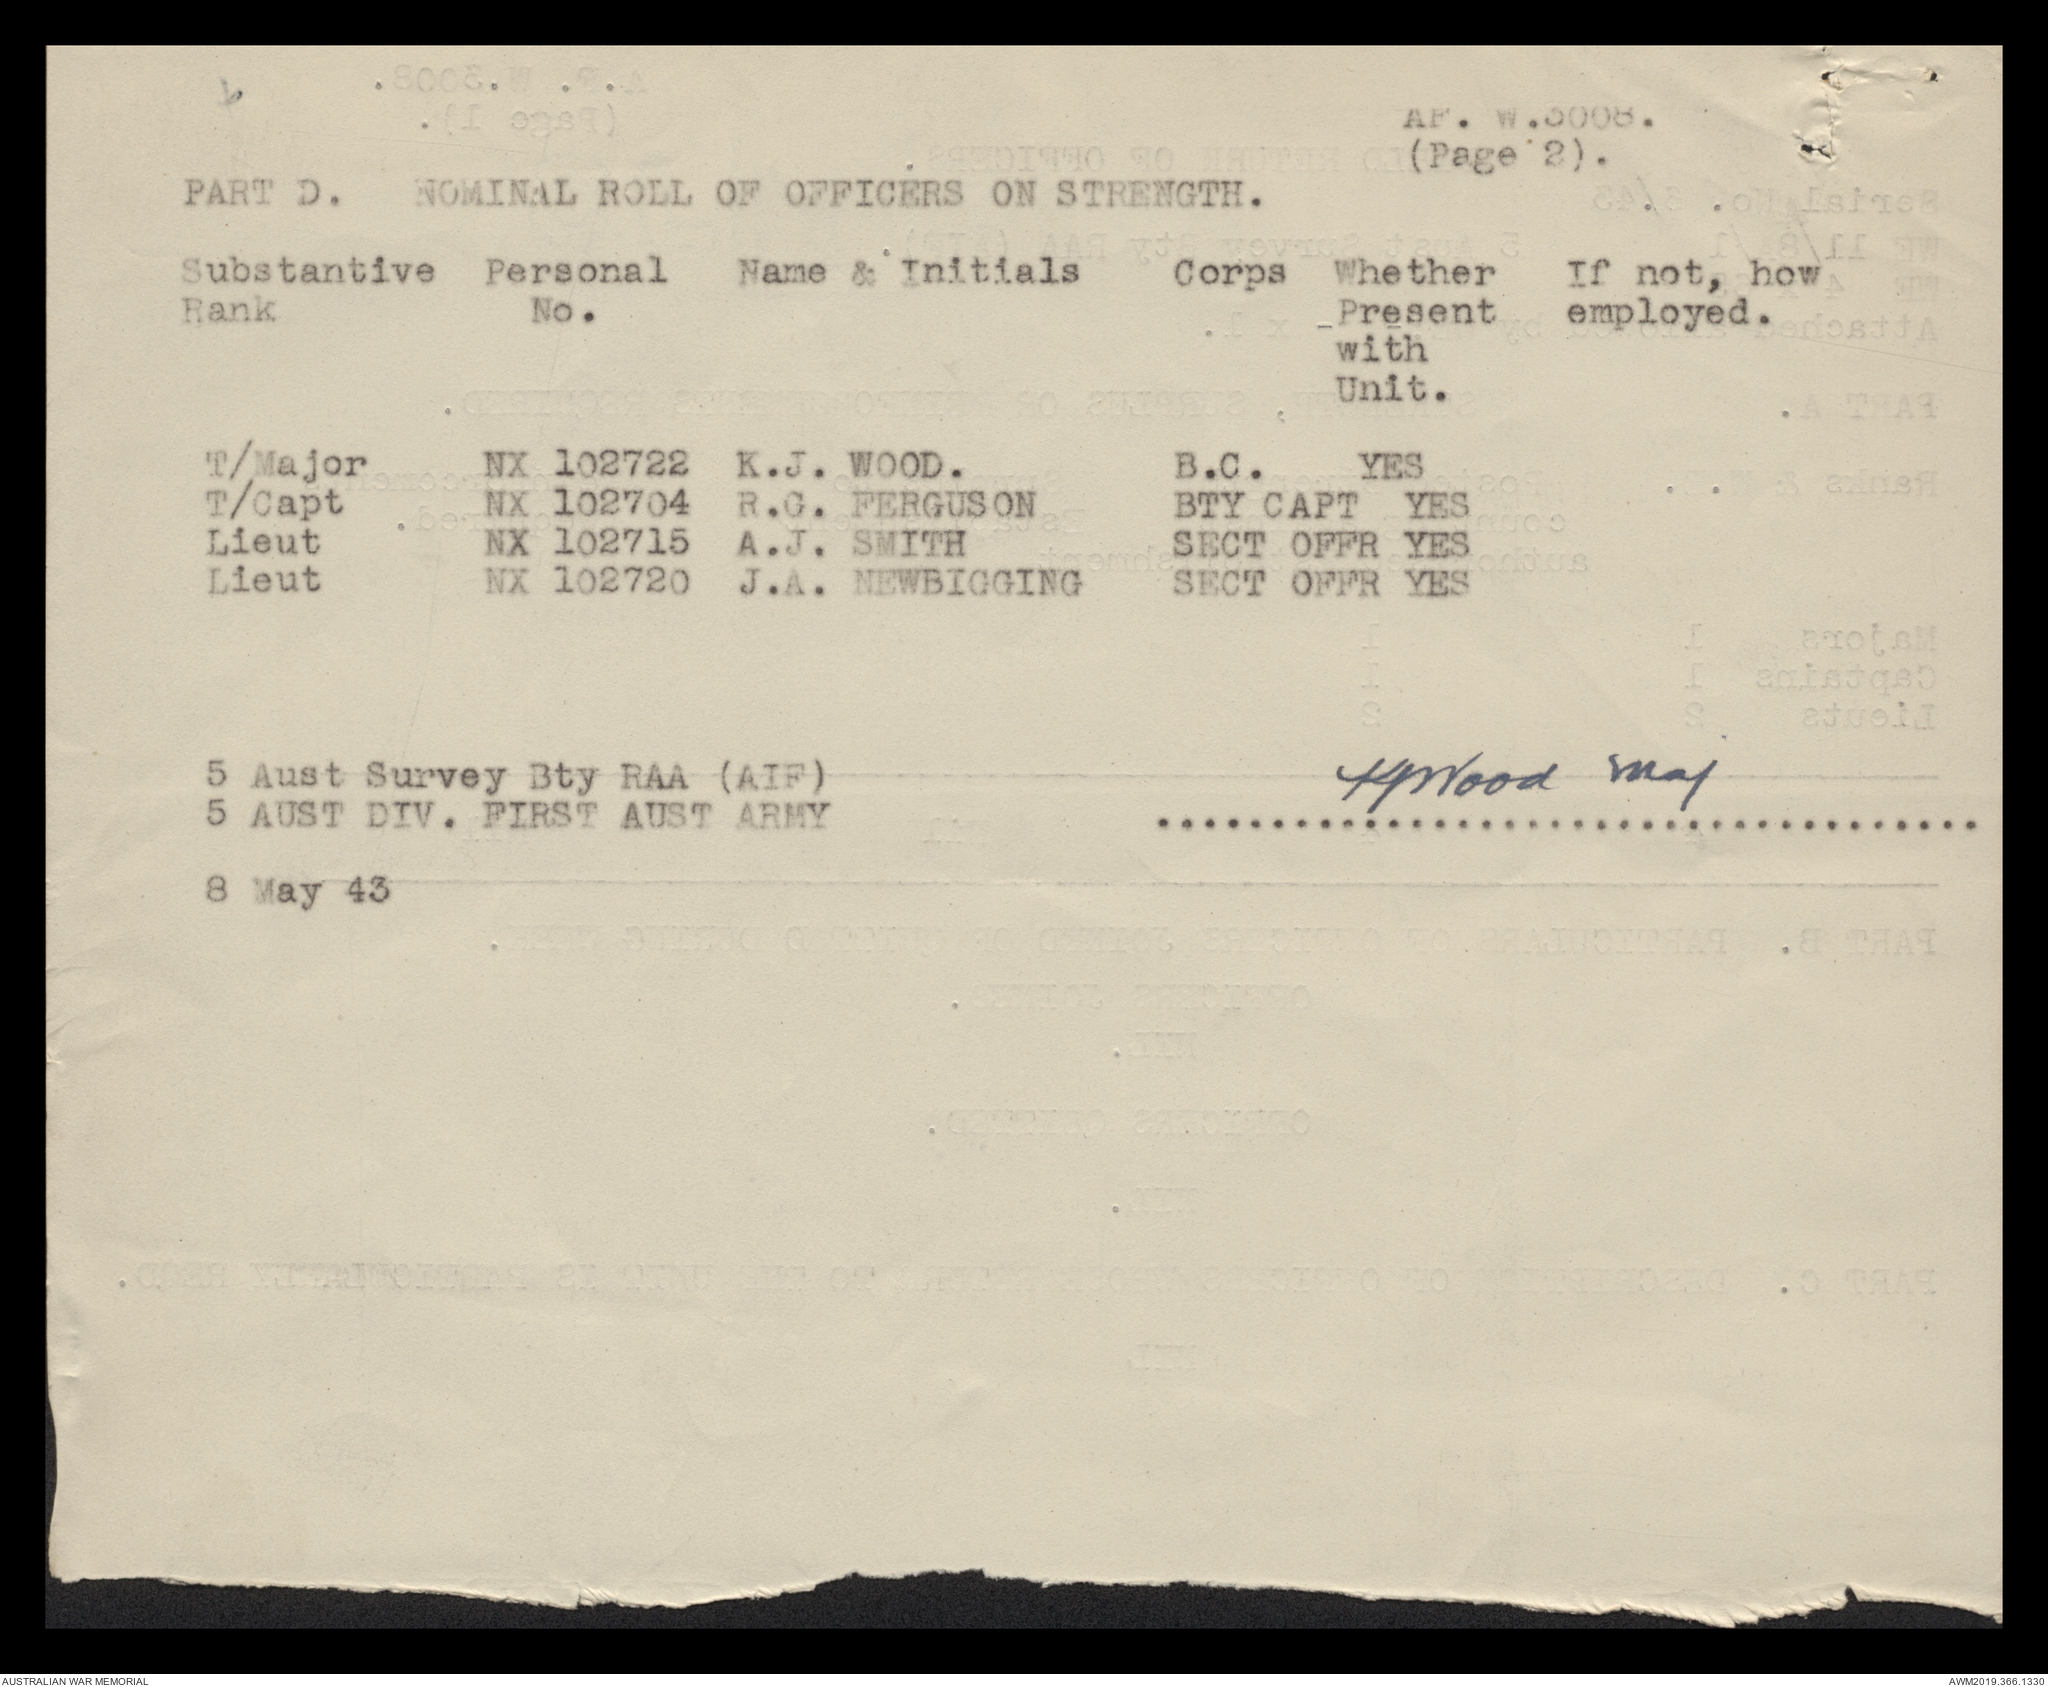 AF. W.3008.
(Page 2).
PART D. NOMINAL ROLL OF OFFICERS ON STRENGTH.
Substantive Personal Name & Initials Corps Whether If not, how
Rank No. Present employed.
with
Unit.
T/Major NX 102722 K.J. WOOD. B.C. YES
T/Capt NX 102704 R.G. FERGUSON BTY CAPT YES
Lieut NX 102715 A.J. SMITH SECT OFFR YES
Lieut NX 102720 J.A. NEWBIGGING SECT OFFR YES
5 Aust Survey Bty RAA (AIF) KJWood Maj
5 AUST DIV. FIRST AUST ARMY ....................................
8 May 43
AUSTRALIAN WAR MEMORIAL AWM2019.366.1330